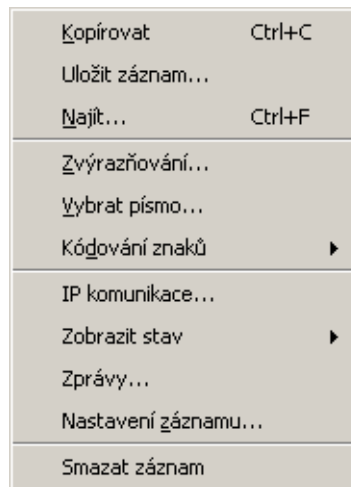 Kopírovat Ctrl+C
Uložit záznam...
Najít... Ctrl+F
Zvýrazňování...
Vybrat písmo...
Kódování znaků
IP komunikace...
Zobrazit stav
Zprávy...
Nastavení záznamu...
Smazat záznam